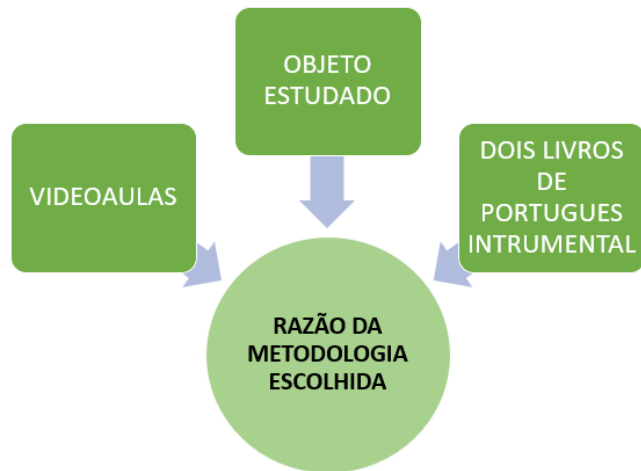 OBJETO
ESTUDADO
VIDEOAULAS
DOIS LIVROS
DE
PORTUGUES
INTRUMENTAL
RAZÃO DA
METODOLOGIA
ESCOLHIDA